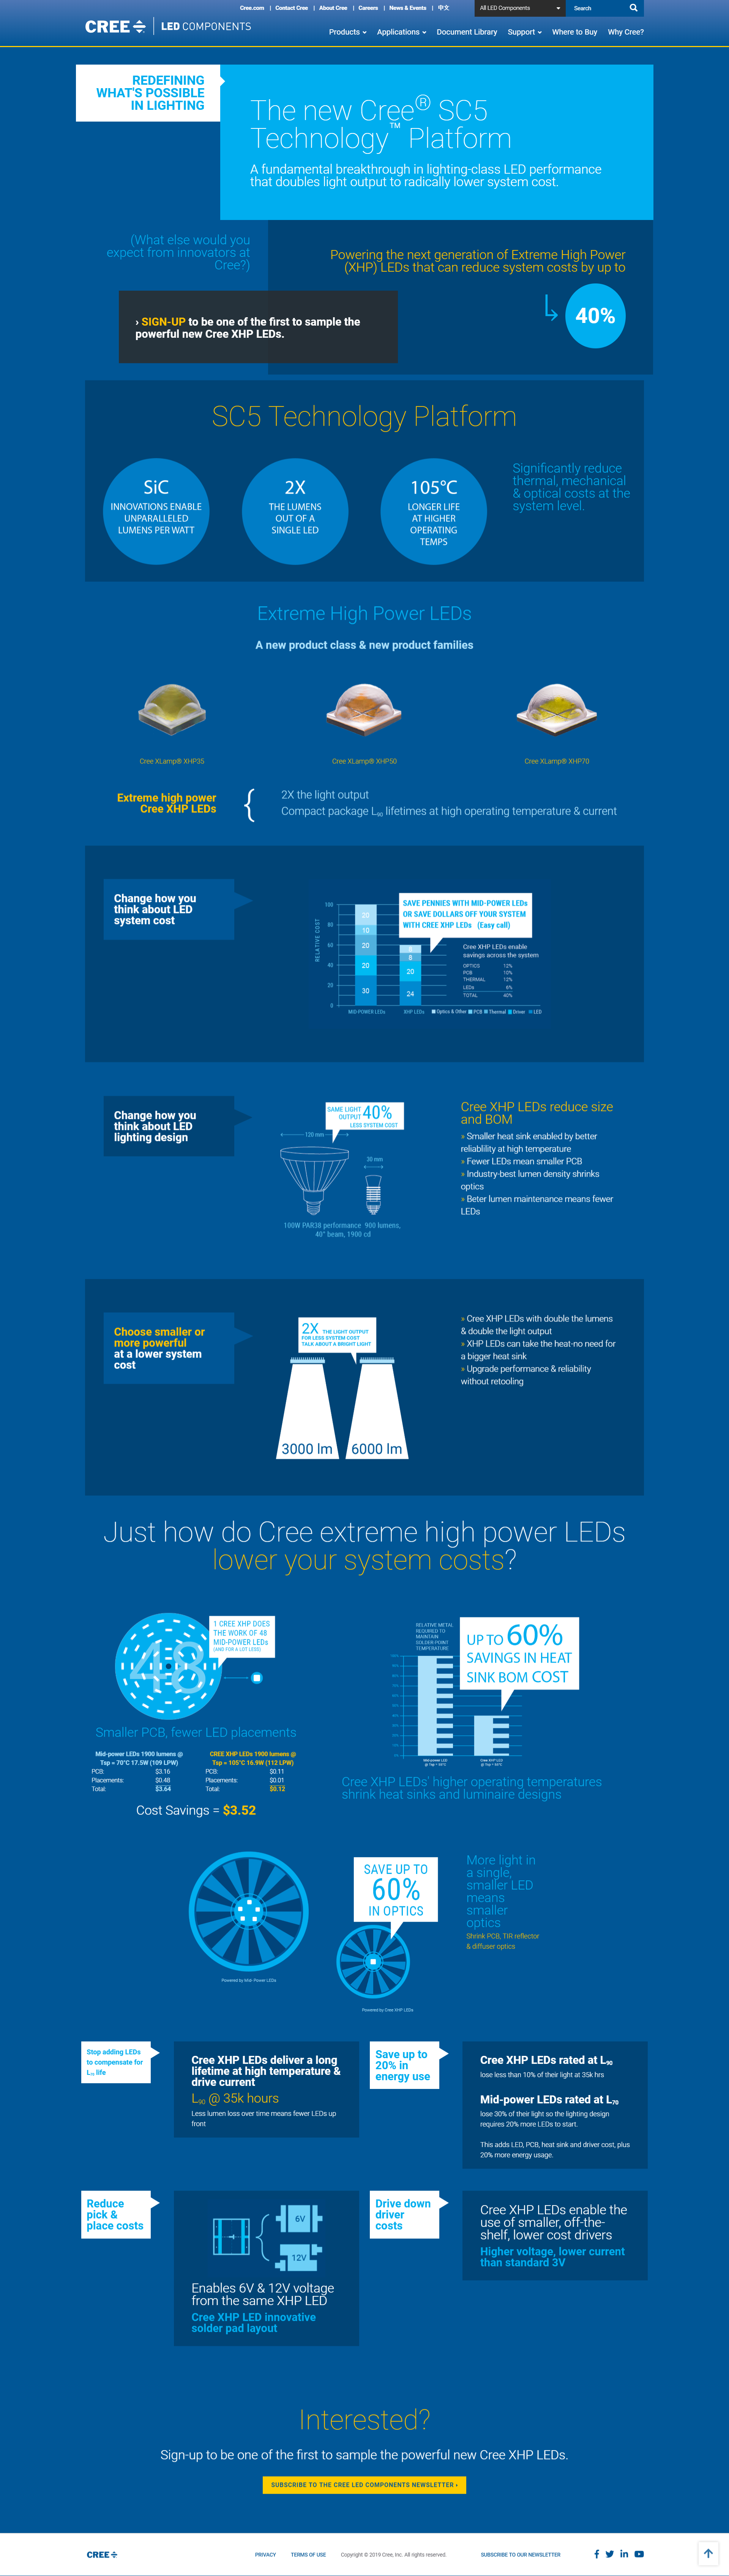 Cree.com | Contact Cree | About Cree | Careers | News & Events | 中文
All LED Components
Search
CREE LED COMPONENTS
Products Applications Document Library Support Where to Buy Why Cree?
REDEFINING
WHAT'S POSSIBLE
IN LIGHTING
The new Cree® SC5
Technology™ Platform
A fundamental breakthrough in lighting-class LED performance
that doubles light output to radically lower system cost.
(What else would you
expect from innovators at
Cree?)
Powering the next generation of Extreme High Power
(XHP) LEDs that can reduce system costs by up to
40%
› SIGN-UP to be one of the first to sample the
powerful new Cree XHP LEDs.
SC5 Technology Platform
SiC
INNOVATIONS ENABLE
UNPARALLELED
LUMENS PER WATT
2X
THE LUMENS
OUT OF A
SINGLE LED
105°C
LONGER LIFE
AT HIGHER
OPERATING
TEMPS
Significantly reduce
thermal, mechanical
& optical costs at the
system level.
Extreme High Power LEDs
A new product class & new product families
Cree XLamp® XHP35
Cree XLamp® XHP50
Cree XLamp® XHP70
Extreme high power
Cree XHP LEDs
2X the light output
Compact package L90 lifetimes at high operating temperature & current
Change how you
think about LED
system cost
RELATIVE COST
100
80
60
40
20
0
20
10
20
20
30
8
20
24
MID-POWER LEDs
XHP LEDs
SAVE PENNIES WITH MID-POWER LEDs
OR SAVE DOLLARS OFF YOUR SYSTEM
WITH CREE XHP LEDs (Easy call)
Cree XHP LEDs enable
savings across the system
OPTICS 12%
PCB 10%
THERMAL 12%
LEDs 6%
TOTAL 40%
Optics & Other PCB Thermal Driver LED
Change how you
think about LED
lighting design
SAME LIGHT
OUTPUT 40%
LESS SYSTEM COST
120 mm
30 mm
100W PAR38 performance 900 lumens,
40° beam, 1900 cd
Cree XHP LEDs reduce size
and BOM
» Smaller heat sink enabled by better
reliablility at high temperature
» Fewer LEDs mean smaller PCB
» Industry-best lumen density shrinks
optics
» Beter lumen maintenance means fewer
LEDs
Choose smaller or
more powerful
at a lower system
cost
2X THE LIGHT OUTPUT
FOR LESS SYSTEM COST
TALK ABOUT A BRIGHT LIGHT
3000 lm
6000 lm
» Cree XHP LEDs with double the lumens
& double the light output
» XHP LEDs can take the heat-no need for
a bigger heat sink
» Upgrade performance & reliability
without retooling
Just how do Cree extreme high power LEDs
lower your system costs?
48
1 CREE XHP DOES
THE WORK OF 48
MID-POWER LEDs
(AND FOR A LOT LESS)
Smaller PCB, fewer LED placements
Mid-power LEDs 1900 lumens @
Tsp = 70°C 17.5W (109 LPW)
PCB: $3.16
Placements: $0.48
Total: $3.64
CREE XHP LEDs 1900 lumens @
Tsp = 105°C 16.9W (112 LPW)
PCB: $0.11
Placements: $0.01
Total: $0.12
Cost Savings = $3.52
RELATIVE METAL
REQUIRED TO
MAINTAIN
SOLDER-POINT
TEMPERATURE
UP TO 60%
SAVINGS IN HEAT
SINK BOM COST
Cree XHP LEDs' higher operating temperatures
shrink heat sinks and luminaire designs
Powered by Mid- Power LEDs
SAVE UP TO
60%
IN OPTICS
Powered by Cree XHP LEDs
More light in
a single,
smaller LED
means
smaller
optics
Shrink PCB, TIR reflector
& diffuser optics
Stop adding LEDs
to compensate for
L70 life
Cree XHP LEDs deliver a long
lifetime at high temperature &
drive current
L90 @ 35k hours
Less lumen loss over time means fewer LEDs up
front
Save up to
20% in
energy use
Cree XHP LEDs rated at L90
lose less than 10% of their light at 35k hrs
Mid-power LEDs rated at L70
lose 30% of their light so the lighting design
requires 20% more LEDs to start.
This adds LED, PCB, heat sink and driver cost, plus
20% more energy usage.
Reduce
pick &
place costs
6V
12V
Enables 6V & 12V voltage
from the same XHP LED
Cree XHP LED innovative
solder pad layout
Drive down
driver
costs
Cree XHP LEDs enable the
use of smaller, off-the-
shelf, lower cost drivers
Higher voltage, lower current
than standard 3V
Interested?
Sign-up to be one of the first to sample the powerful new Cree XHP LEDs.
SUBSCRIBE TO THE CREE LED COMPONENTS NEWSLETTER ›
CREE
PRIVACY TERMS OF USE Copyright © 2019 Cree, Inc. All rights reserved. SUBSCRIBE TO OUR NEWSLETTER